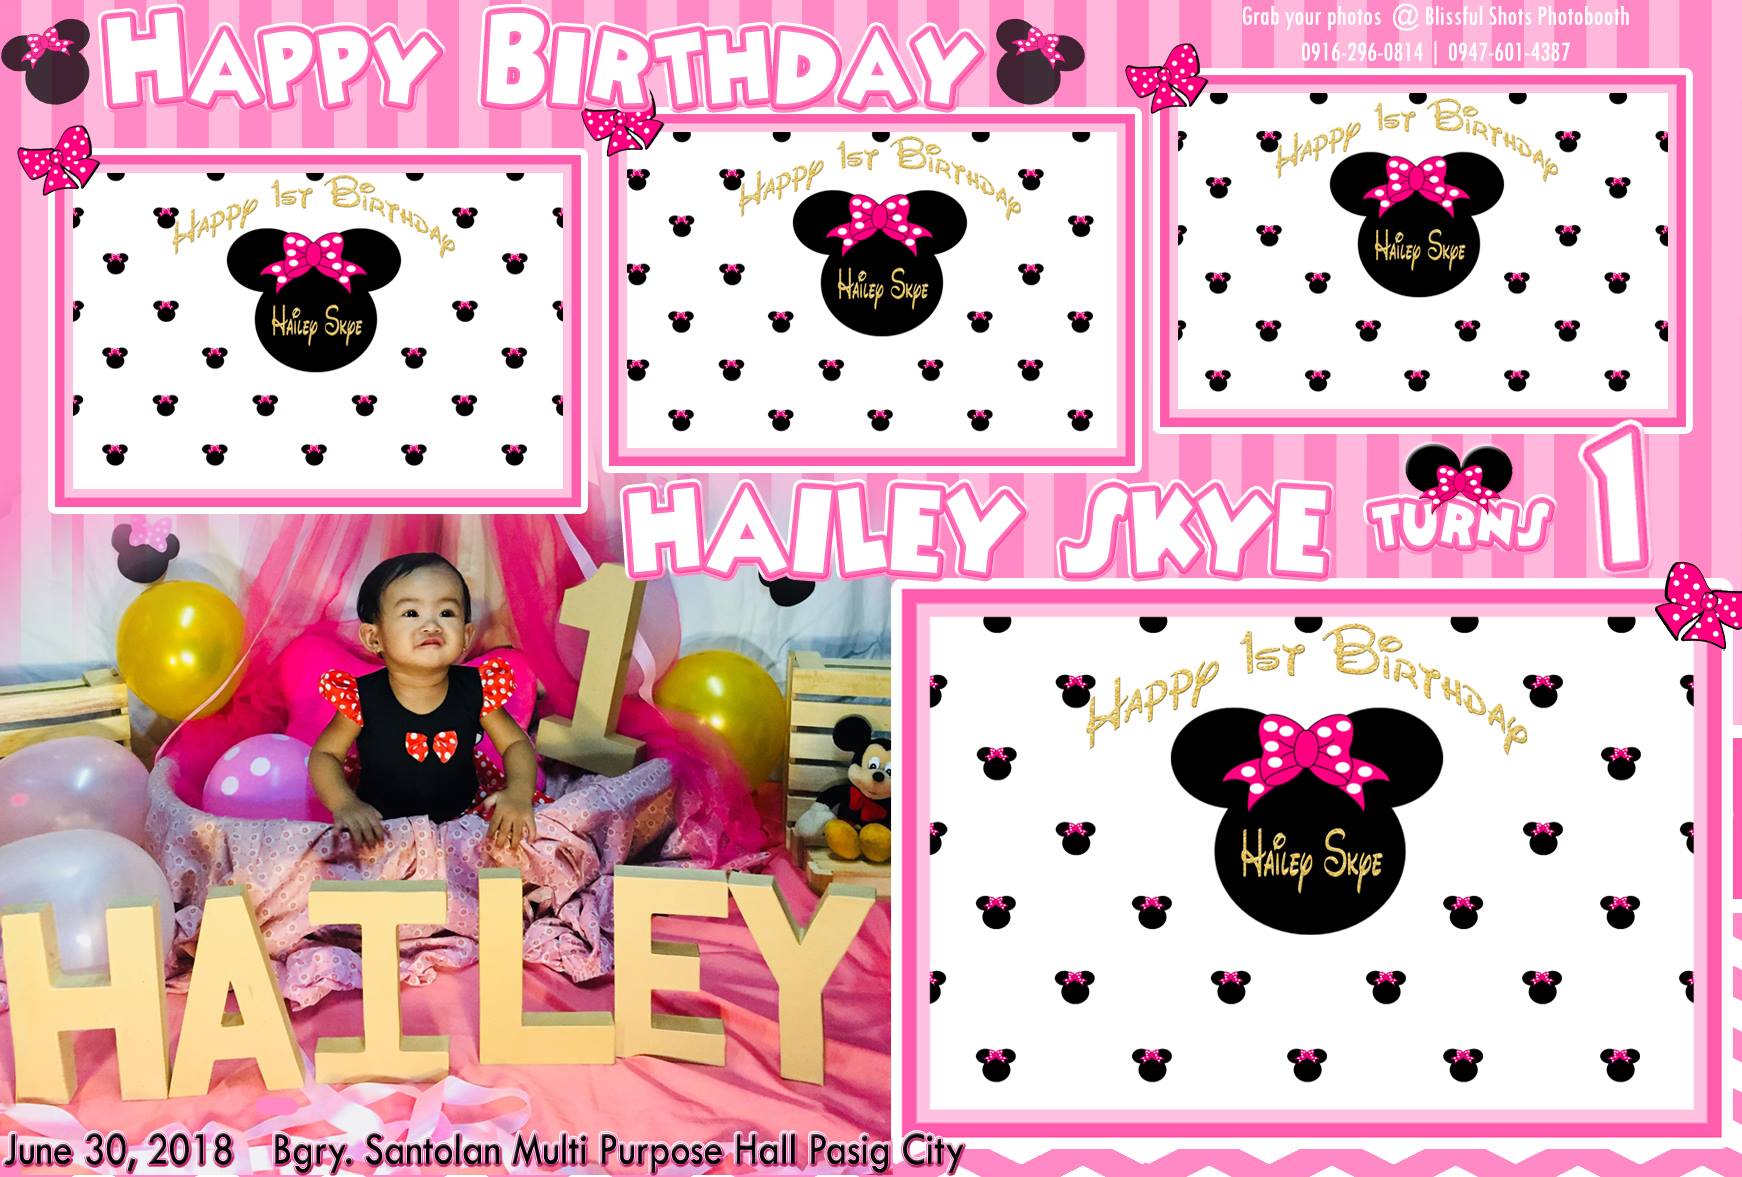 Grab your photos @ Blissful Shots Photobooth
0916-296-0814 | 0947-601-4387
HAPPY BIRTHDAY
Happy 1st Birthday
Hailey Skye
Happy 1st Birthday
Hailey Skye
Happy 1st Birthday
Hailey Skye
HAILEY SKYE TURNS 1
1
HAILEY
Happy 1st Birthday
Hailey Skye
June 30, 2018 Bgry. Santolan Multi Purpose Hall Pasig City